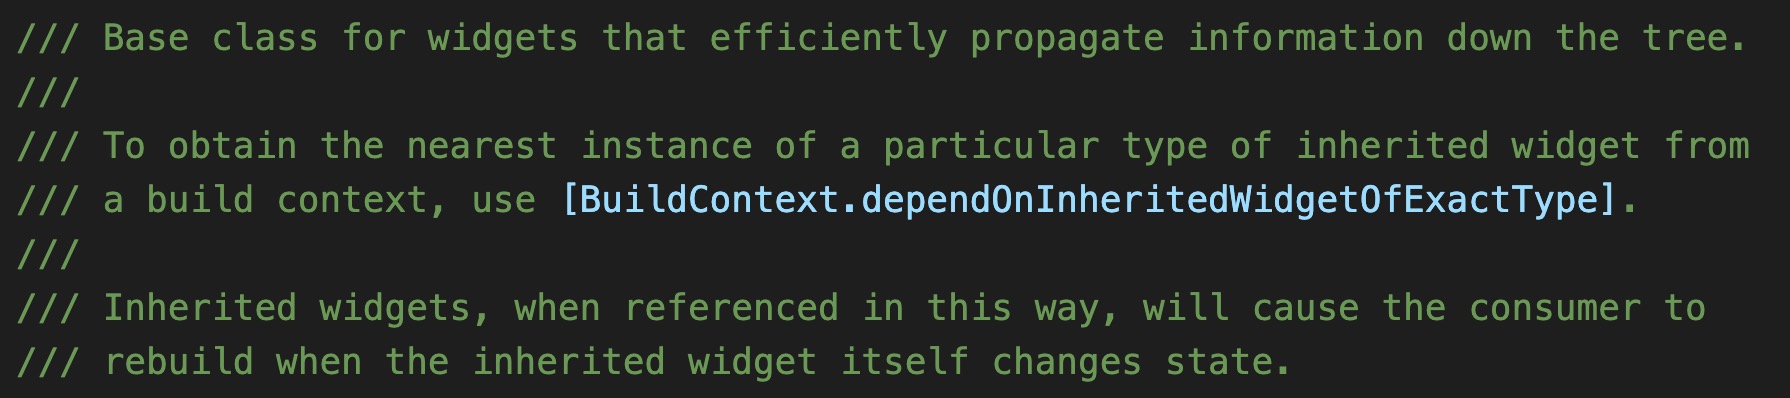 /// Base class for widgets that efficiently propagate information down the tree.
///
/// To obtain the nearest instance of a particular type of inherited widget from
/// a build context, use [BuildContext.dependOnInheritedWidgetOfExactType].
///
/// Inherited widgets, when referenced in this way, will cause the consumer to
/// rebuild when the inherited widget itself changes state.